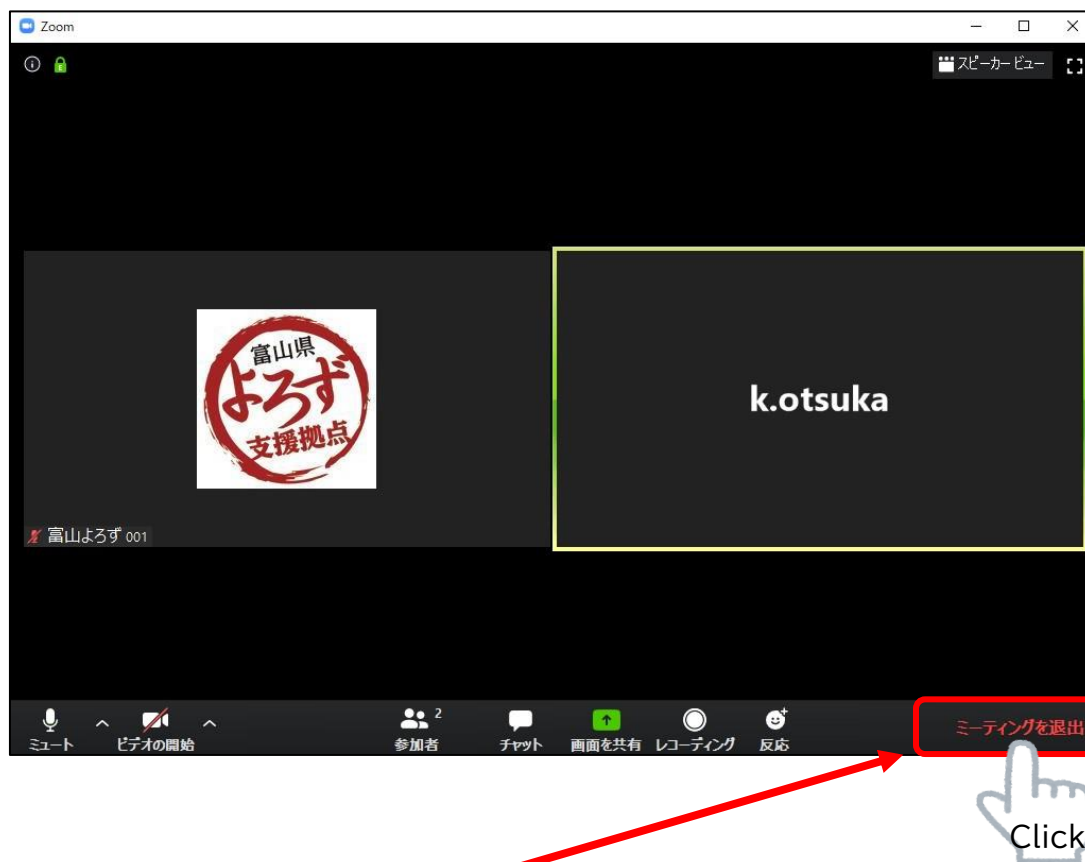 Zoom
スピーカー ビュー
富山県
よろず
支援拠点
k.otsuka
富山よろず 001
2
ミュート
ビデオの開始
参加者
チャット
画面を共有
レコーディング
反応
ミーティングを退出
Click